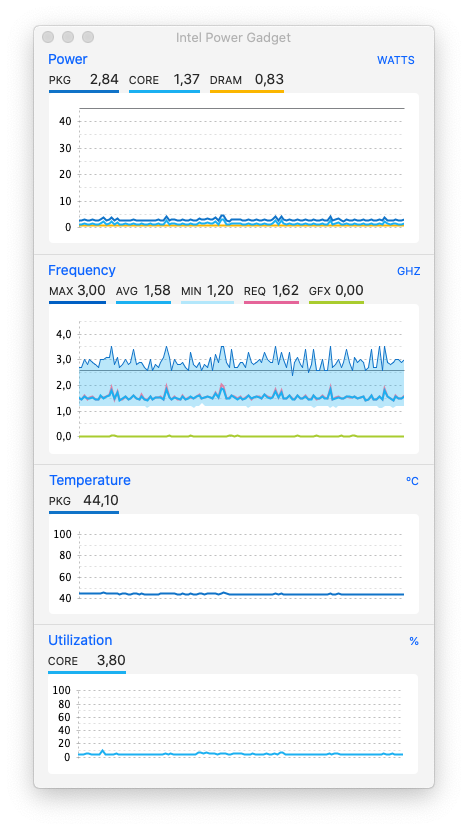 Intel Power Gadget
Power WATTS
PKG 2,84 CORE 1,37 DRAM 0,83
40
30
20
10
0
Frequency GHZ
MAX 3,00 AVG 1,58 MIN 1,20 REQ 1,62 GFX 0,00
4,0
3,0
2,0
1,0
0,0
Temperature ºC
PKG 44,10
100
80
60
40
Utilization %
CORE 3,80
100
80
60
40
20
0